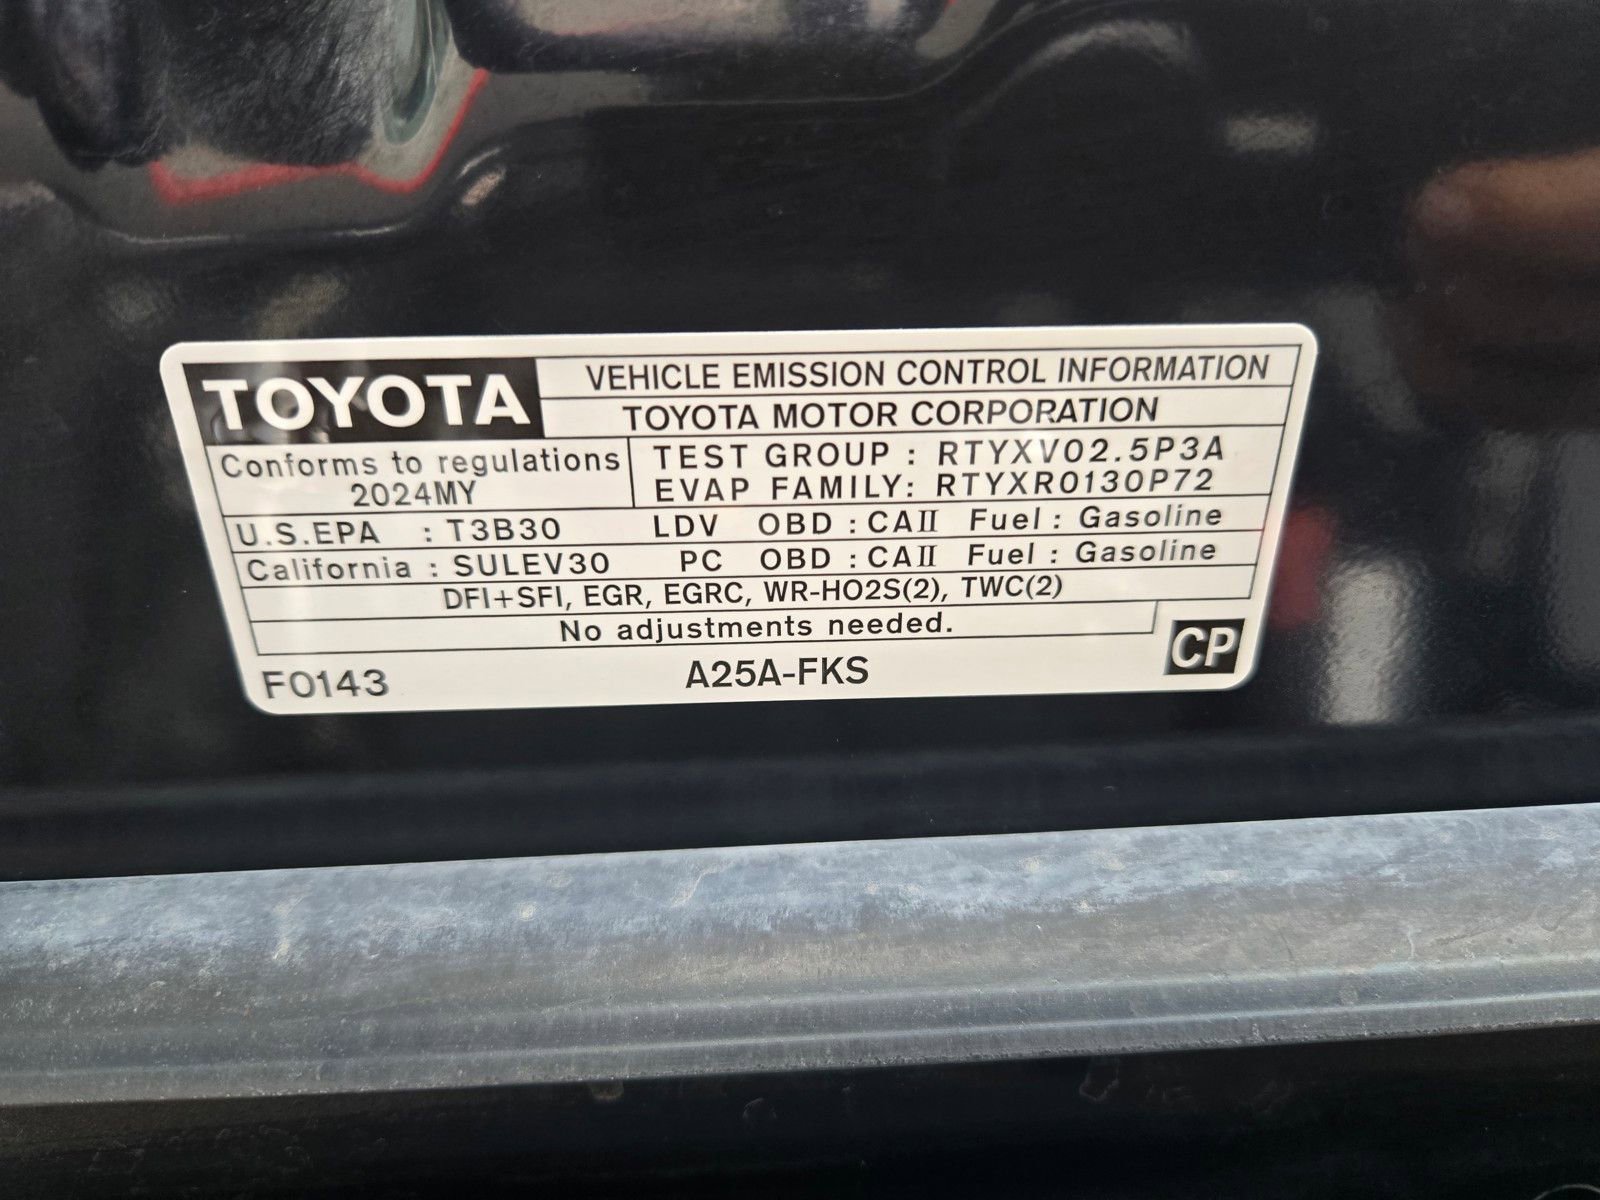 TOYOTA
VEHICLE EMISSION CONTROL INFORMATION
TOYOTA MOTOR CORPORATION
Conforms to regulations
2024MY
TEST GROUP : RTYXV02.5P3A
EVAP FAMILY: RTYXR0130P72
U.S.EPA : T3B30 LDV OBD : CAⅡ Fuel : Gasoline
California : SULEV30 PC OBD : CAⅡ Fuel : Gasoline
DFI+SFI, EGR, EGRC, WR-HO2S(2), TWC(2)
No adjustments needed.
F0143 A25A-FKS CP